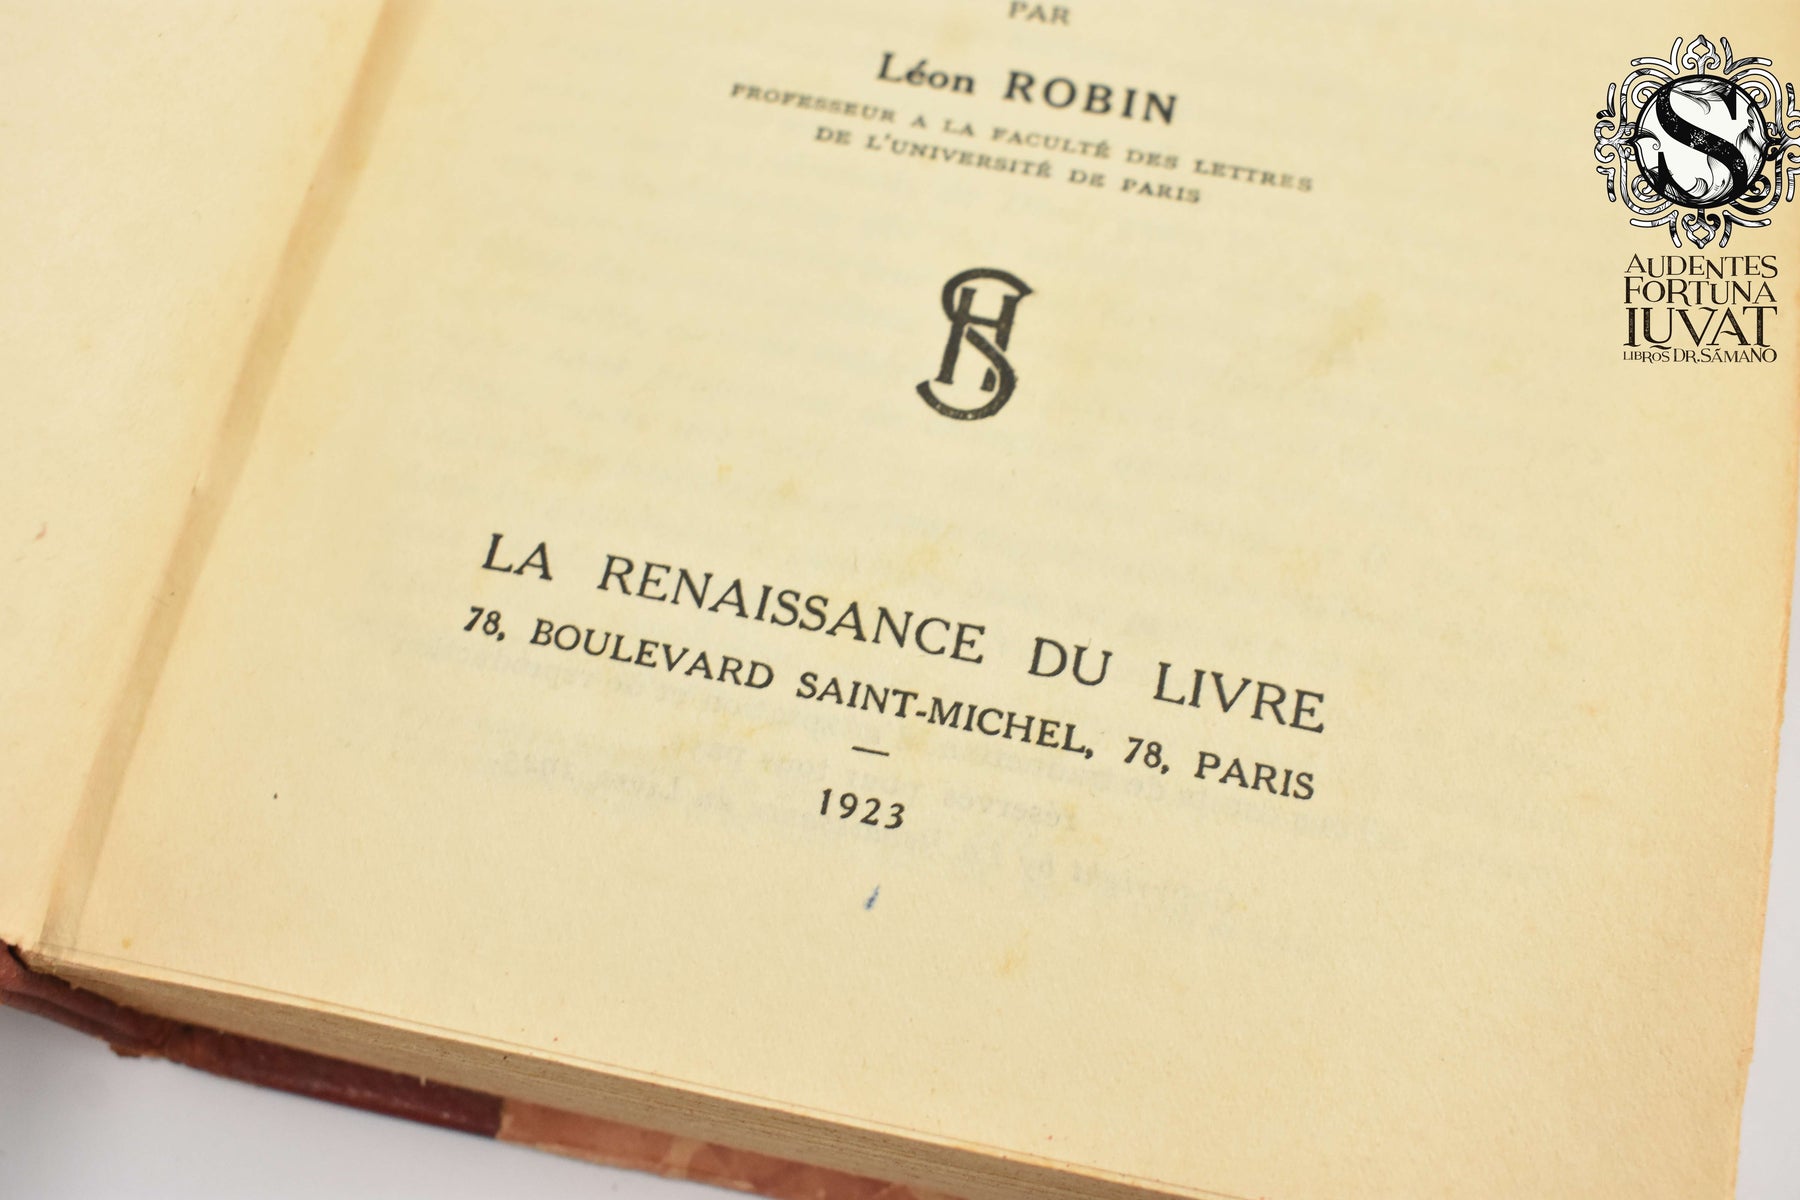 PAR
Léon ROBIN
PROFESSEUR A LA FACULTÉ DES LETTRES
DE L'UNIVERSITÉ DE PARIS
SH
LA RENAISSANCE DU LIVRE
78, BOULEVARD SAINT-MICHEL, 78, PARIS
1923
S
AUDENTES
FORTUNA
IUVAT
LIBROS DR. SÁMANO